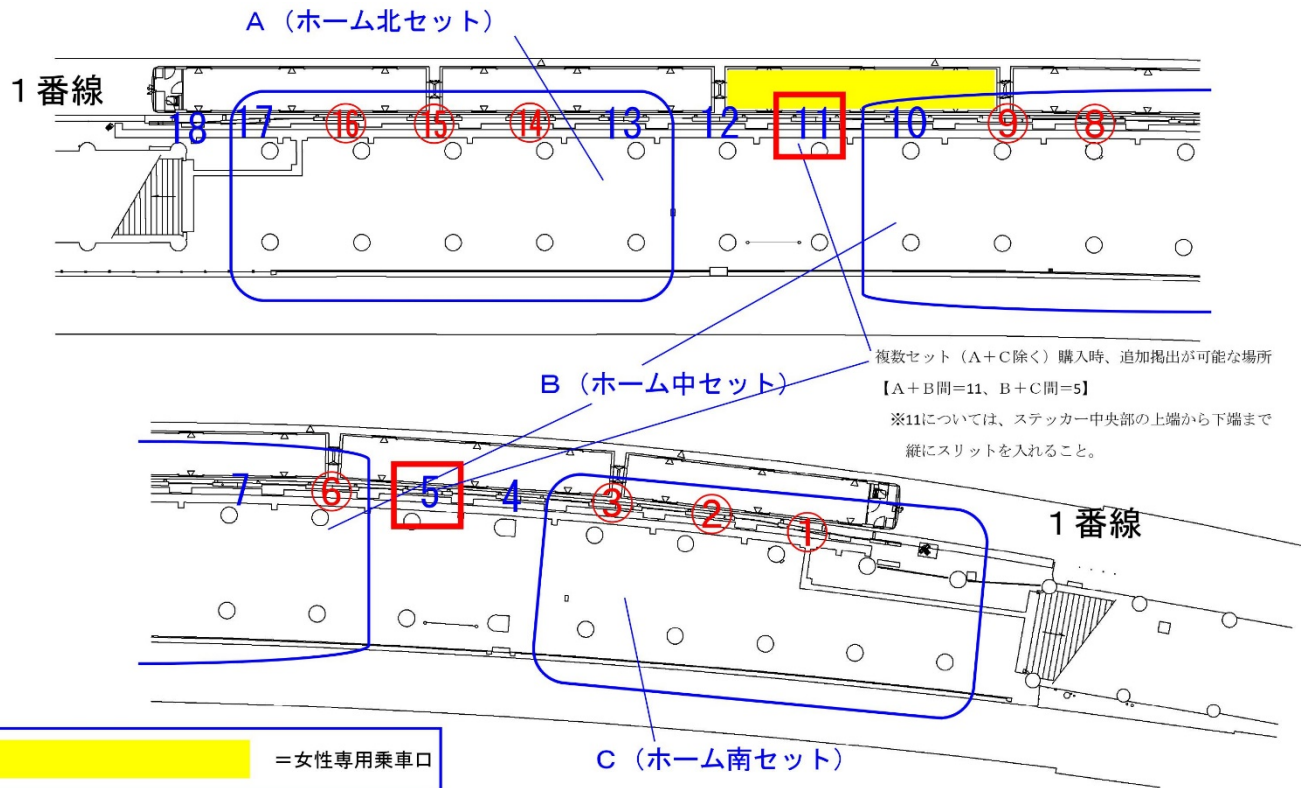 A（ホーム北セット）
1番線
18 17 ⑯ ⑮ ⑭ 13 12 11 10 ⑨ ⑧
複数セット（A＋C除く）購入時、追加掲出が可能な場所
【A＋B間＝11、B＋C間＝5】
※11については、ステッカー中央部の上端から下端まで
縦にスリットを入れること。
B（ホーム中セット）
7 ⑥ 5 4 ③ ② ①
1番線
C（ホーム南セット）
＝女性専用乗車口